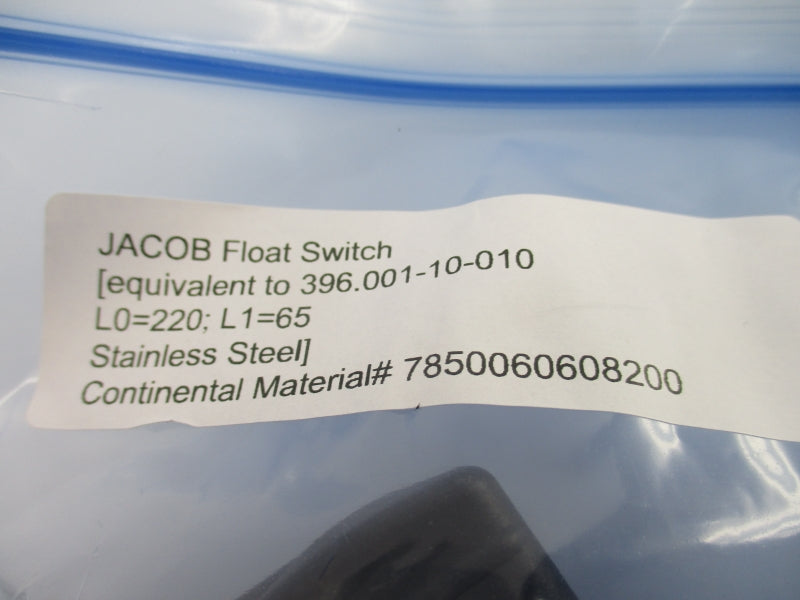 JACOB Float Switch
[equivalent to 396.001-10-010
L0=220; L1=65
Stainless Steel]
Continental Material# 7850060608200